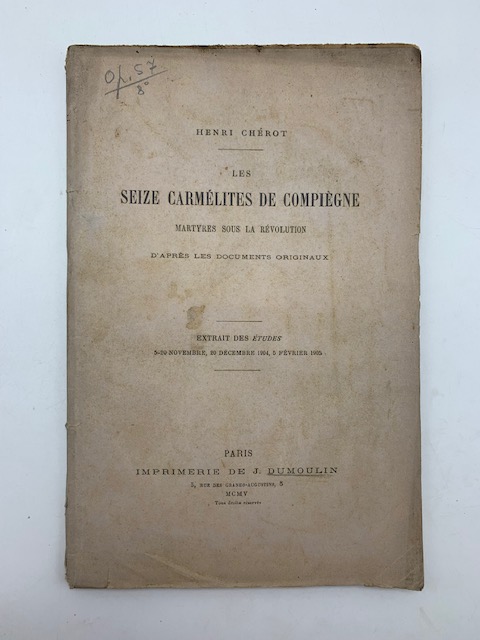 Op. 57
8°
HENRI CHÉROT
LES
SEIZE CARMÉLITES DE COMPIÈGNE
MARTYRES SOUS LA RÉVOLUTION
D'APRÈS LES DOCUMENTS ORIGINAUX
EXTRAIT DES ÉTUDES
5-20 NOVEMBRE, 20 DÉCEMBRE 1904, 5 FÉVRIER 1905
PARIS
IMPRIMERIE DE J. DUMOULIN
5, RUE DES GRANDS-AUGUSTINS, 5
MCMV
Tous droits réservés